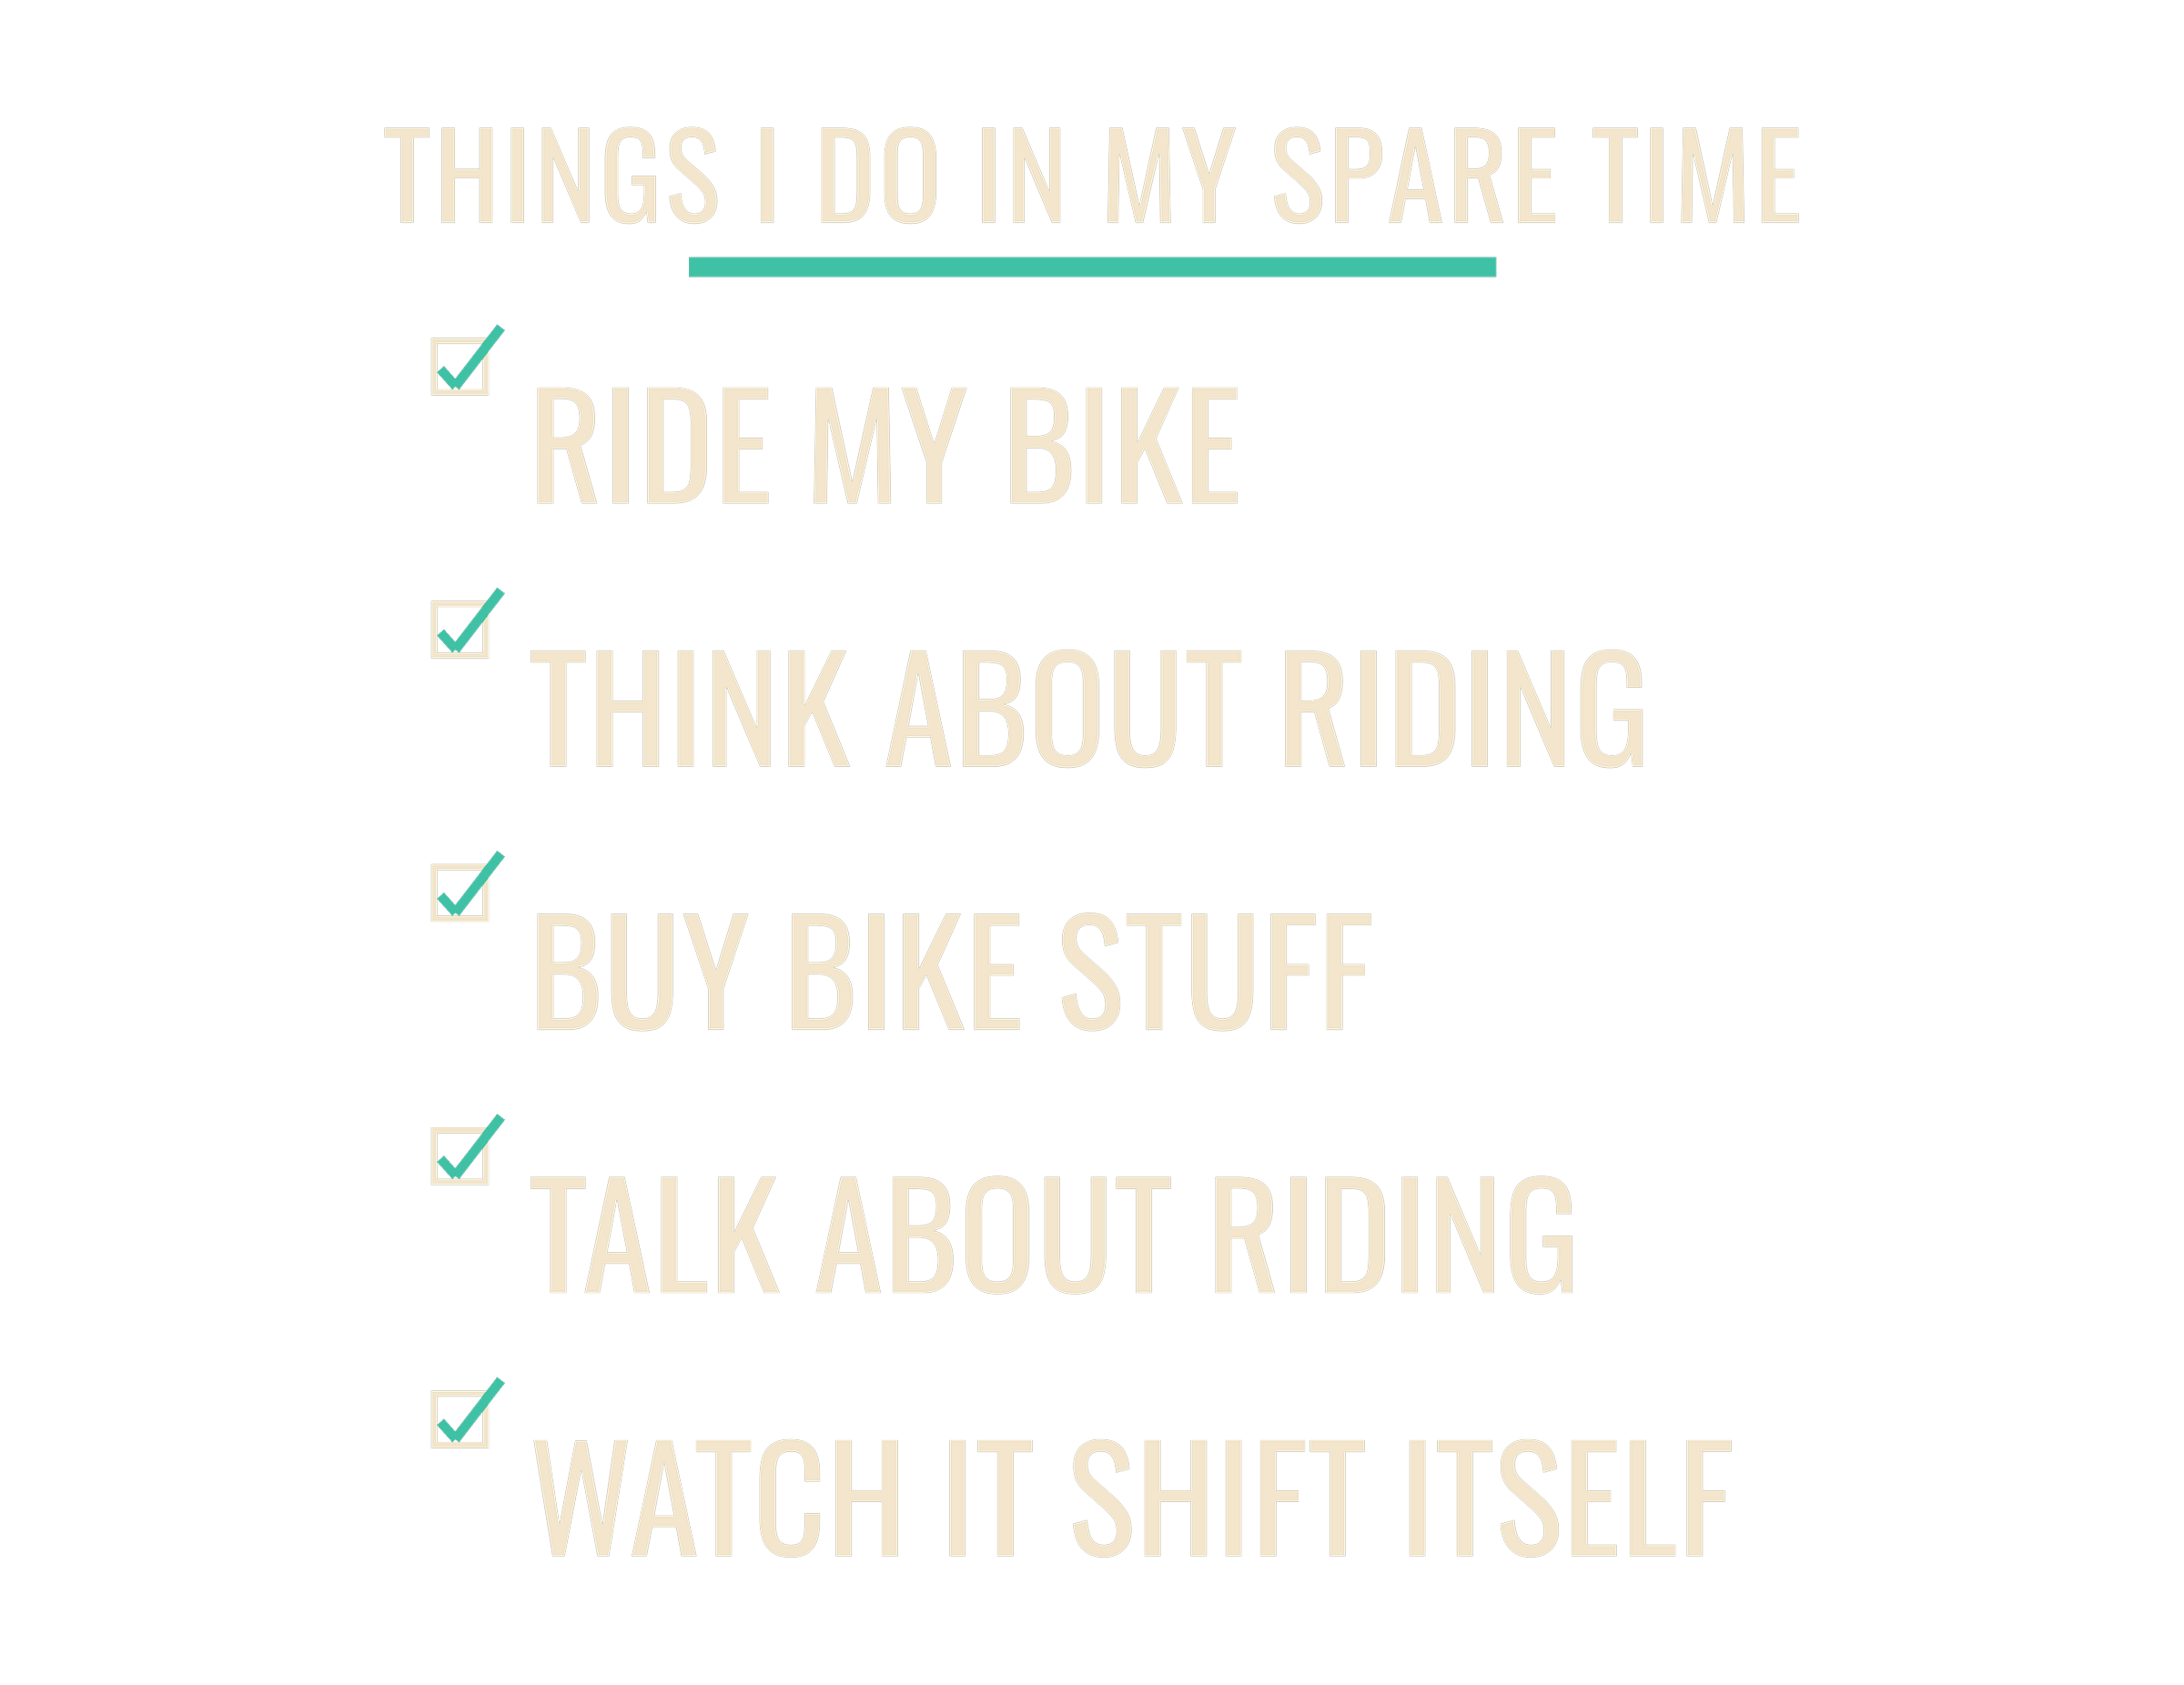 THINGS I DO IN MY SPARE TIME
RIDE MY BIKE
THINK ABOUT RIDING
BUY BIKE STUFF
TALK ABOUT RIDING
WATCH IT SHIFT ITSELF